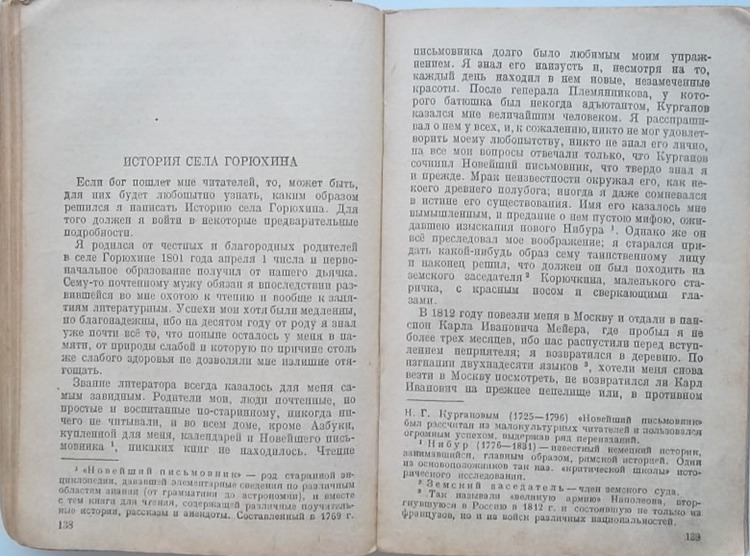 ИСТОРИЯ СЕЛА ГОРЮХИНА
Если бог пошлет мне читателей, то, может быть,
для них будет любопытно узнать, каким образом
решился я написать Историю села Горюхина. Для
того должен я войти в некоторые предварительные
подробности.
Я родился от честных и благородных родителей
в селе Горюхине 1801 года апреля 1 числа и перво-
начальное образование получил от нашего дьячка.
Сему-то почтенному мужу обязан я впоследствии раз-
вившейся во мне охотою к чтению и вообще к заня-
тиям литературным. Успехи мои хотя были медленны,
но благонадежны, ибо на десятом году от роду я знал
уже почти всё то, что поныне осталось у меня в па-
мяти, от природы слабой и которую по причине столь
же слабого здоровья не дозволяли мне излишне отя-
гощать.
Звание литератора всегда казалось для меня са-
мым завидным. Родители мои, люди почтенные, но
простые и воспитанные по-старинному, никогда ни-
чего не читывали, и во всем доме, кроме Азбуки,
купленной для меня, календарей и Новейшего пись-
мовника ¹, никаких книг не находилось. Чтение
¹ «Новейший письмовник» — род старинной эн-
циклопедии, дававшей элементарные сведения по различным
областям знания (от грамматики до астрономии), и вместе
с тем книги для чтения, содержащей различные поучитель-
ные истории, рассказы и анекдоты. Составленный в 1769 г.
138
письмовника долго было любимым моим упраж-
нением. Я знал его наизусть и, несмотря на то,
каждый день находил в нем новые, незамеченные
красоты. После генерала Племянникова, у кото-
рого батюшка был некогда адъютантом, Курганов
казался мне величайшим человеком. Я расспраши-
вал о нем у всех, и, к сожалению, никто не мог удовлет-
ворить моему любопытству, никто не знал его лично,
на все мои вопросы отвечали только, что Курганов
сочинил Новейший письмовник, что твердо знал я
и прежде. Мрак неизвестности окружал его, как не-
коего древнего полубога; иногда я даже сомневался
в истине его существования. Имя его казалось мне
вымышленным, и предание о нем пустою мифою, ожи-
давшею изыскания нового Нибура ¹. Однако же он
всё преследовал мое воображение; я старался при-
дать какой-нибудь образ сему таинственному лицу
и наконец решил, что должен он был походить на
земского заседателя ² Корючкина, маленького ста-
ричка, с красным носом и сверкающими гла-
зами.
В 1812 году повезли меня в Москву и отдали в пан-
сион Карла Ивановича Мейера, где пробыл я не
более трех месяцев, ибо нас распустили перед вступ-
лением неприятеля; я возвратился в деревню. По
изгнании двухнадесяти языков ³, хотели меня снова
везти в Москву посмотреть, не возвратился ли Карл
Иванович на прежнее пепелище или, в противном
Н. Г. Кургановым (1725—1796) «Новейший письмовник»
был рассчитан из малокультурных читателей и пользовался
огромным успехом, выдержав ряд переизданий.
¹ Нибур (1776—1831) — известный немецкий историк,
занимавшийся, главным образом, римской историей. Один
из основоположников так наз. «критической школы» исто-
рического исследования.
² Земский заседатель — член земского суда.
³ Так называли «великую армию» Наполеона, втор-
гнувшуюся в Россию в 1812 г. и состоявшую не только из
французов, но и из войск различных национальностей.
139